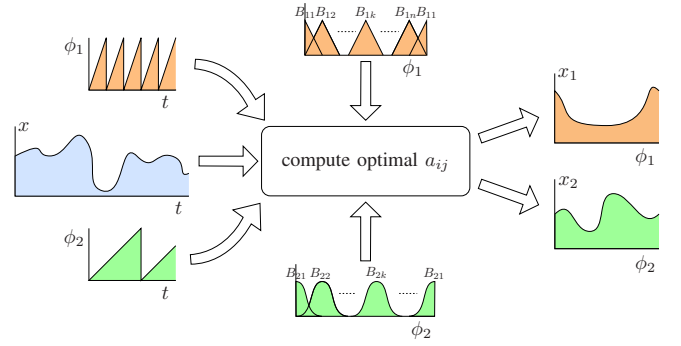 B₁₁ B₁₂ B₁ₖ B₁ₙ B₁₁
ϕ₁
ϕ₁
t
x₁
ϕ₁
x
t
compute optimal aᵢⱼ
x₂
ϕ₂
ϕ₂
t
B₂₁ B₂₂ B₂ₖ B₂₁
ϕ₂